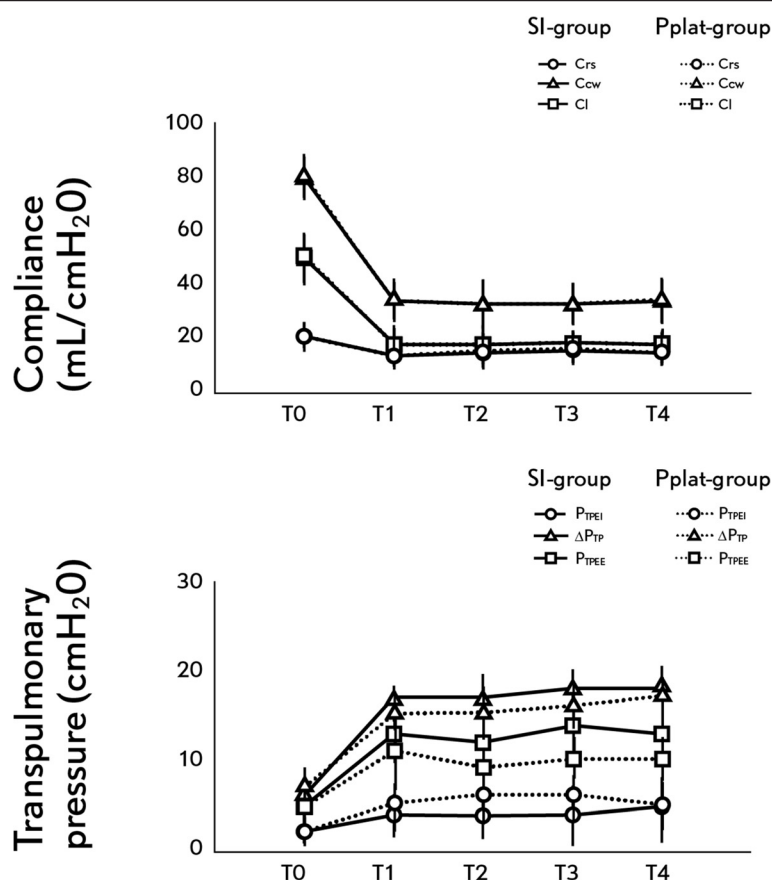 SI-group Pplat-group
Crs Crs
Ccw Ccw
Cl Cl
Compliance
(mL/cmH₂0)
100
80
60
40
20
0
T0 T1 T2 T3 T4
SI-group Pplat-group
PTPEI PTPEI
ΔPTP ΔPTP
PTPEE PTPEE
Transpulmonary
pressure (cmH₂0)
30
20
10
0
T0 T1 T2 T3 T4